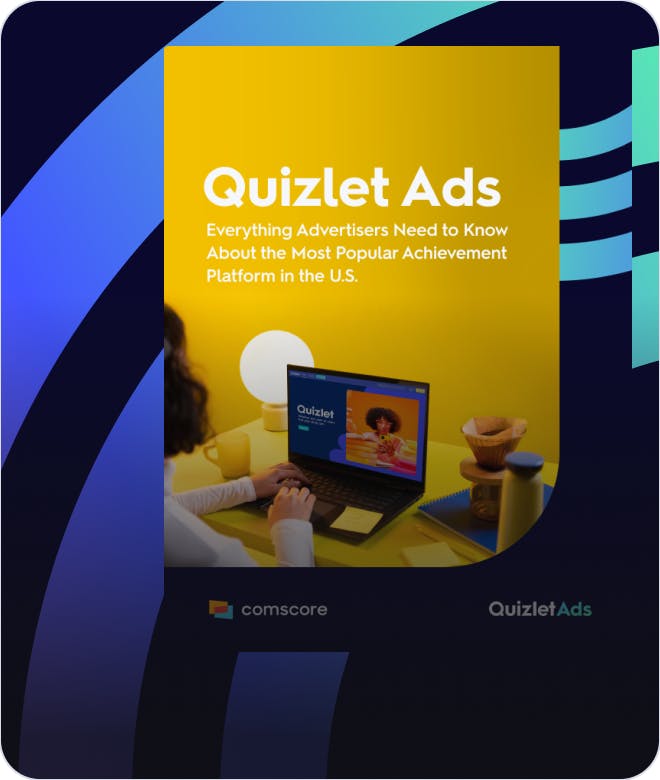 Quizlet Ads
Everything Advertisers Need to Know
About the Most Popular Achievement
Platform in the U.S.
Quizlet
comscore
QuizletAds